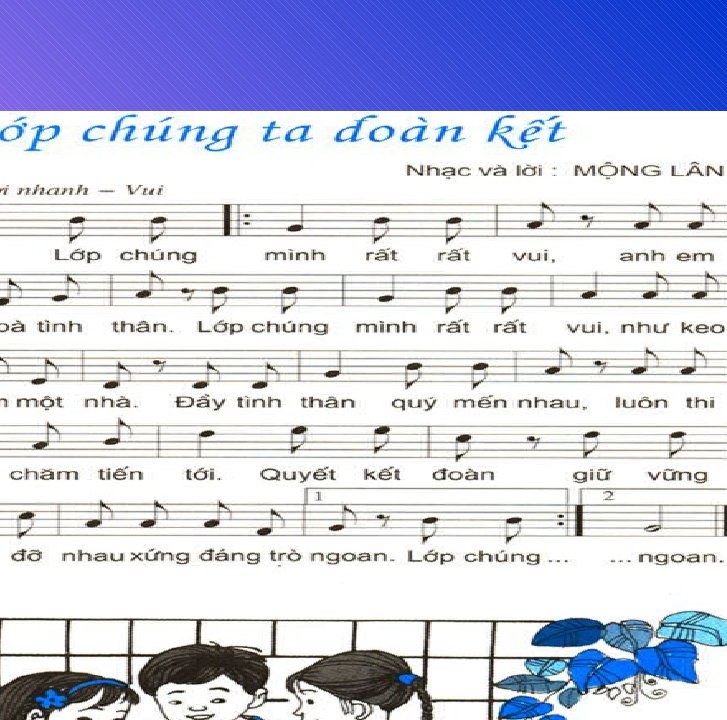 ớp chúng ta đoàn kết
Nhạc và lời : MỘNG LÂN
i nhanh – Vui
Lớp chúng mình rất rất vui, anh em
oà tình thân. Lớp chúng mình rất rất vui, như keo
một nhà. Đầy tình thân quý mến nhau, luôn thi
chăm tiến tới. Quyết kết đoàn giữ vững
1 2
đỡ nhau xứng đáng trò ngoan. Lớp chúng ... ... ngoan.